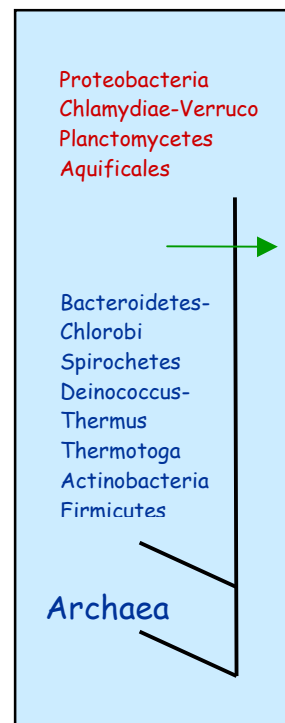 Proteobacteria
Chlamydiae-Verruco
Planctomycetes
Aquificales
Bacteroidetes-
Chlorobi
Spirochetes
Deinococcus-
Thermus
Thermotoga
Actinobacteria
Firmicutes
Archaea